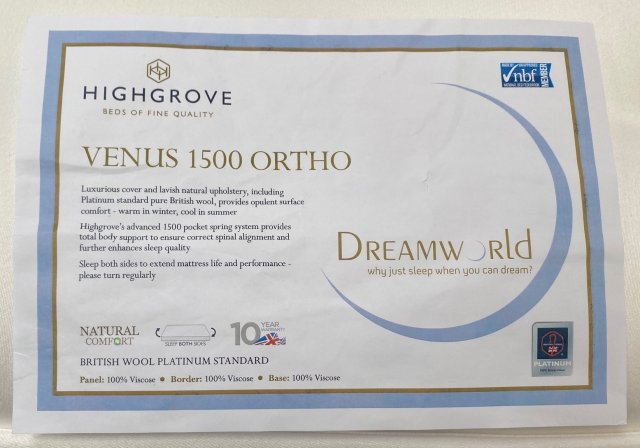 HIGHGROVE
BEDS OF FINE QUALITY
nbf
MEMBER
VENUS 1500 ORTHO
Luxurious cover and lavish natural upholstery, including
Platinum standard pure British wool, provides opulent surface
comfort - warm in winter, cool in summer
Highgrove's advanced 1500 pocket spring system provides
total body support to ensure correct spinal alignment and
further enhances sleep quality
Sleep both sides to extend mattress life and performance -
please turn regularly
DREAMWORLD
why just sleep when you can dream?
NATURAL
COMFORT
SLEEP BOTH SIDES
10 YEAR
WARRANTY
BRITISH WOOL PLATINUM STANDARD
Panel: 100% Viscose • Border: 100% Viscose • Base: 100% Viscose
PLATINUM